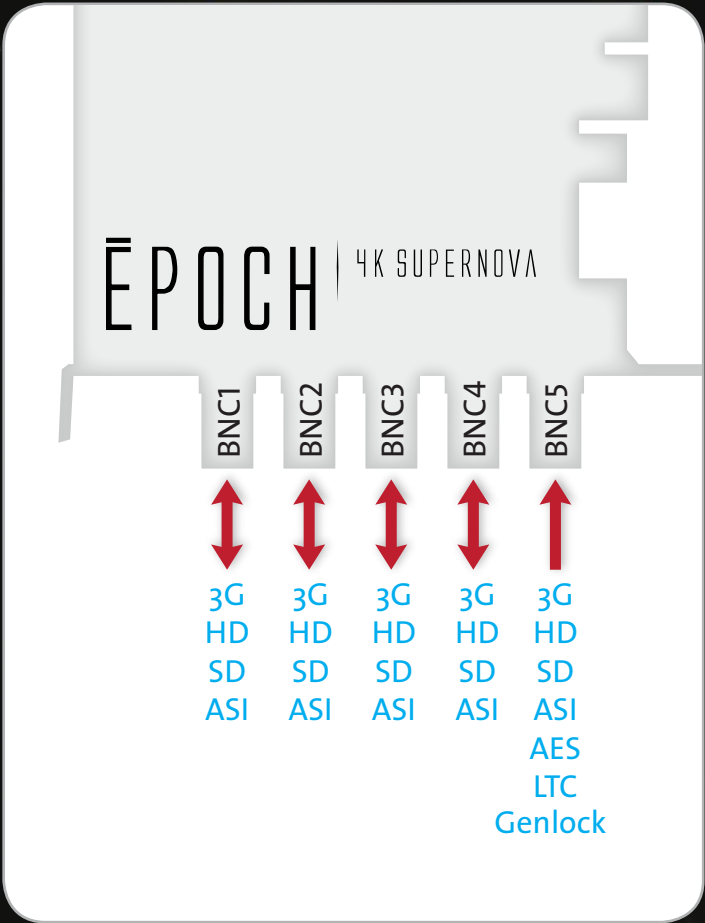 ĒPOCH 4K SUPERNOVA
BNC1 BNC2 BNC3 BNC4 BNC5
3G 3G 3G 3G 3G
HD HD HD HD HD
SD SD SD SD SD
ASI ASI ASI ASI ASI
AES
LTC
Genlock